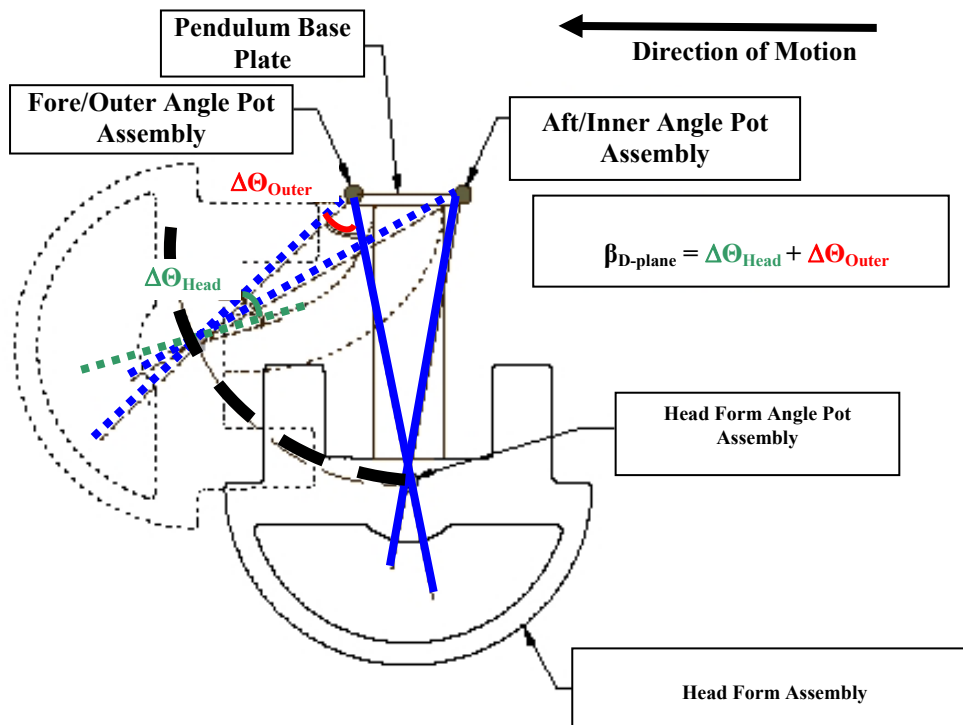 Pendulum Base
Plate
Direction of Motion
Fore/Outer Angle Pot
Assembly
Aft/Inner Angle Pot
Assembly
ΔΘOuter
βD-plane = ΔΘHead + ΔΘOuter
ΔΘHead
Head Form Angle Pot
Assembly
Head Form Assembly